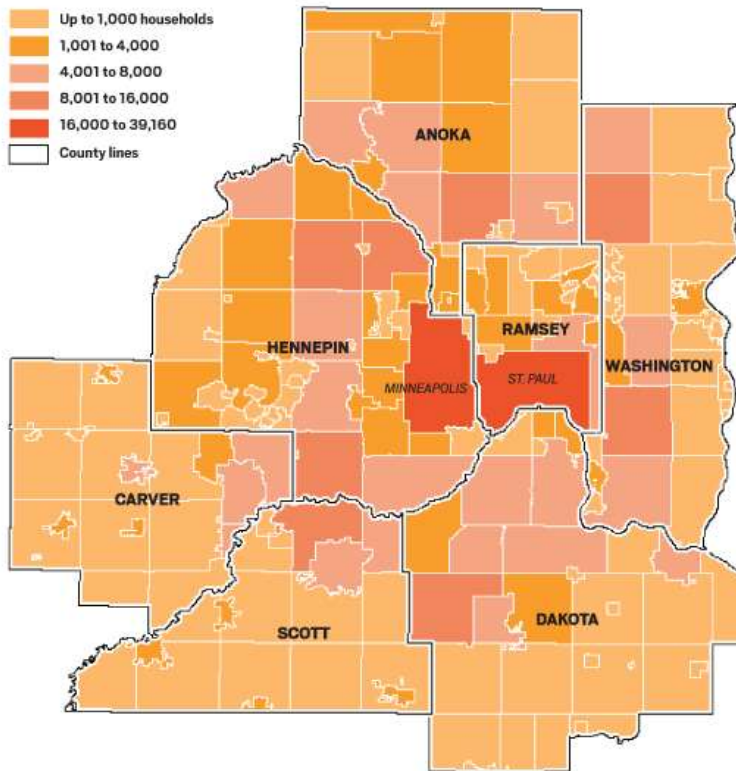 Up to 1,000 households
1,001 to 4,000
4,001 to 8,000
8,001 to 16,000
16,000 to 39,160
County lines
ANOKA
RAMSEY
HENNEPIN
WASHINGTON
MINNEAPOLIS
ST. PAUL
CARVER
SCOTT
DAKOTA